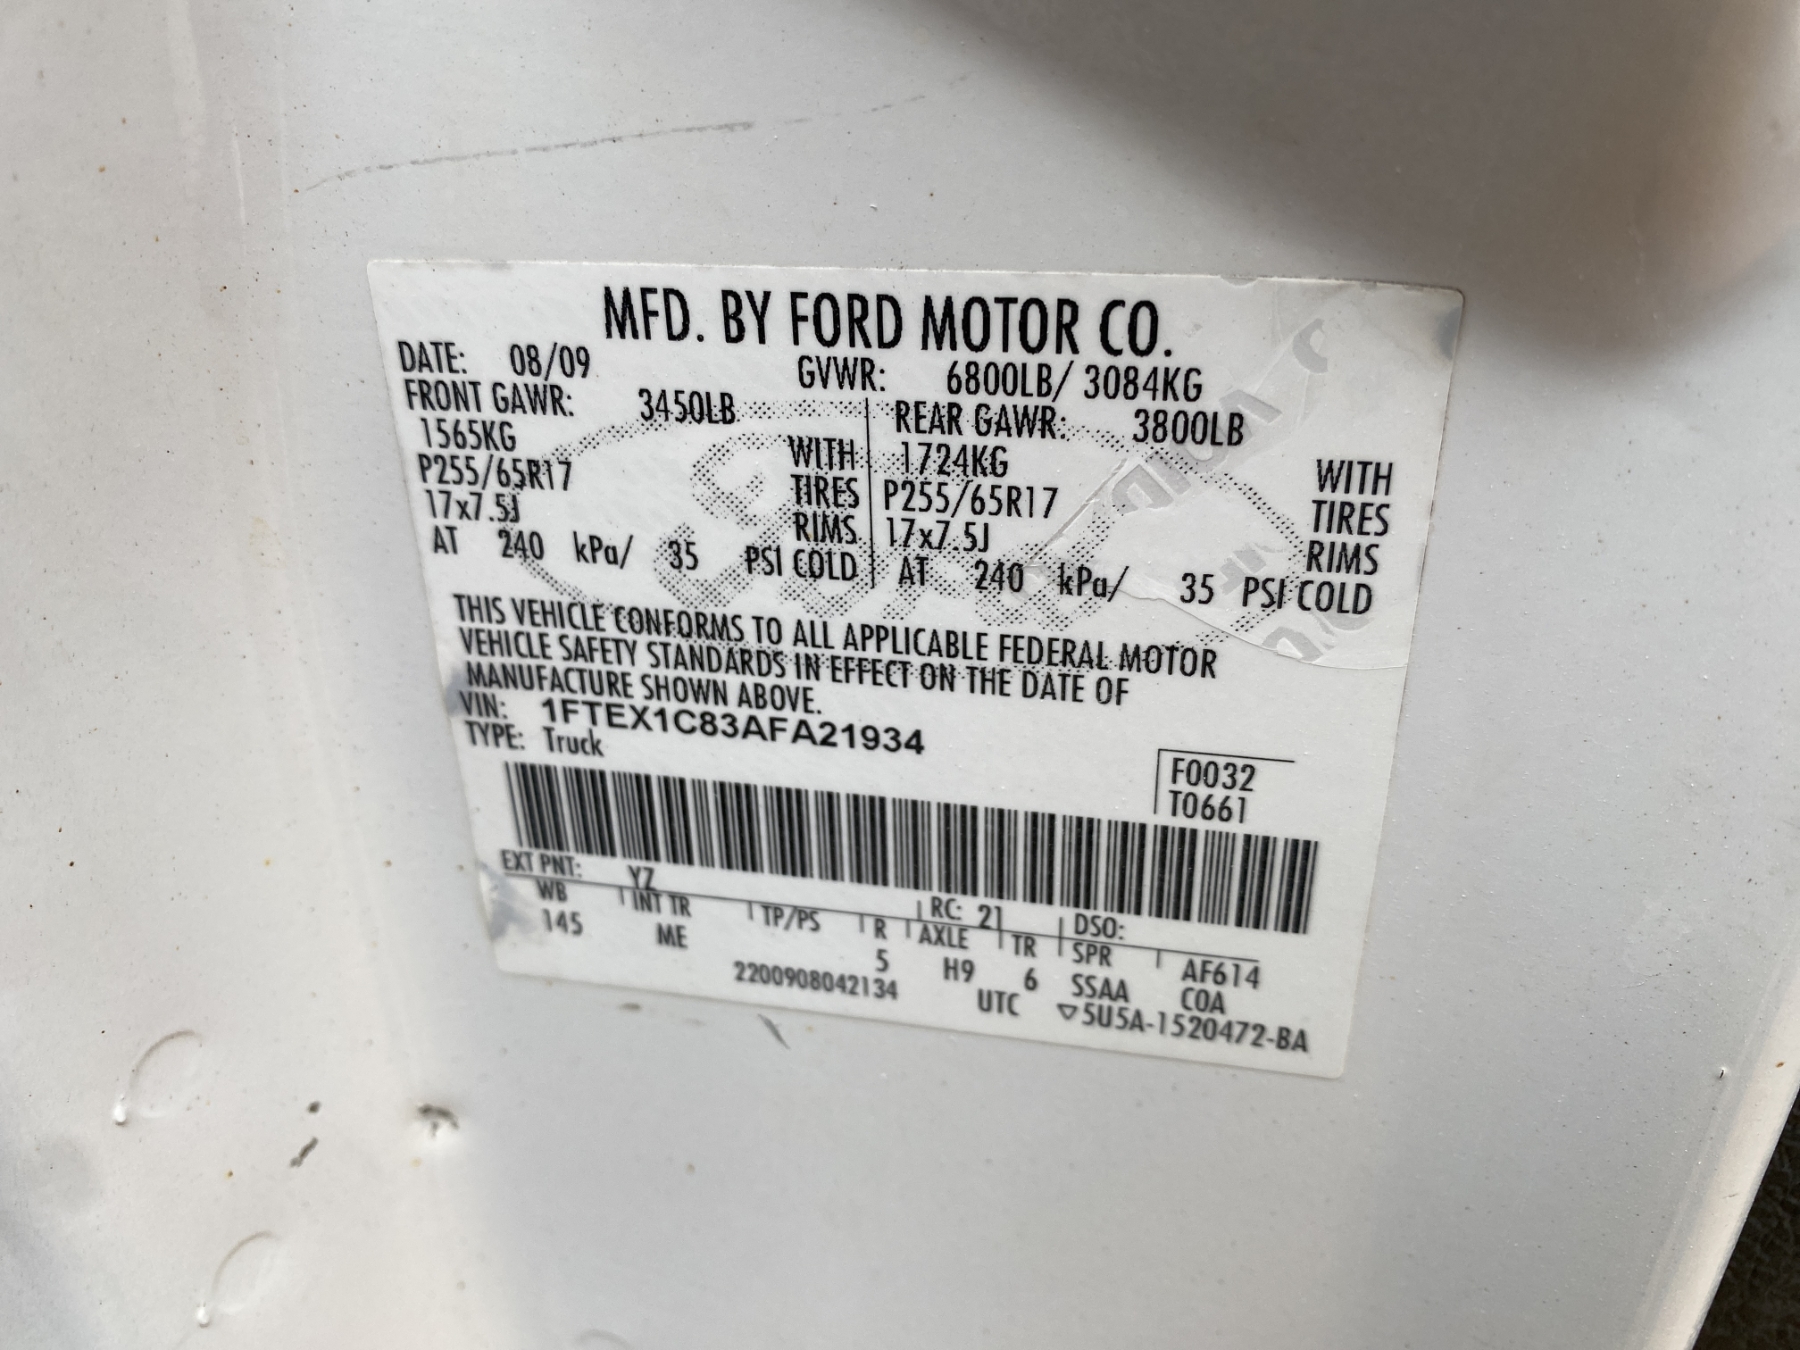 MFD. BY FORD MOTOR CO.
DATE: 08/09 GVWR: 6800LB/ 3084KG
FRONT GAWR: 3450LB REAR GAWR: 3800LB
1565KG WITH 1724KG WITH
P255/65R17 TIRES P255/65R17 TIRES
17x7.5J RIMS 17x7.5J RIMS
AT 240 kPa/ 35 PSI COLD AT 240 kPa/ 35 PSI COLD
THIS VEHICLE CONFORMS TO ALL APPLICABLE FEDERAL MOTOR
VEHICLE SAFETY STANDARDS IN EFFECT ON THE DATE OF
MANUFACTURE SHOWN ABOVE.
VIN: 1FTEX1C83AFA21934
TYPE: Truck
F0032
T0661
EXT PNT: YZ RC: 21 DSO:
WB INT TR TP/PS R AXLE TR SPR AF614
145 ME 5 H9 6 SSAA COA
2200908042134 UTC ▽5U5A-1520472-BA
VOID